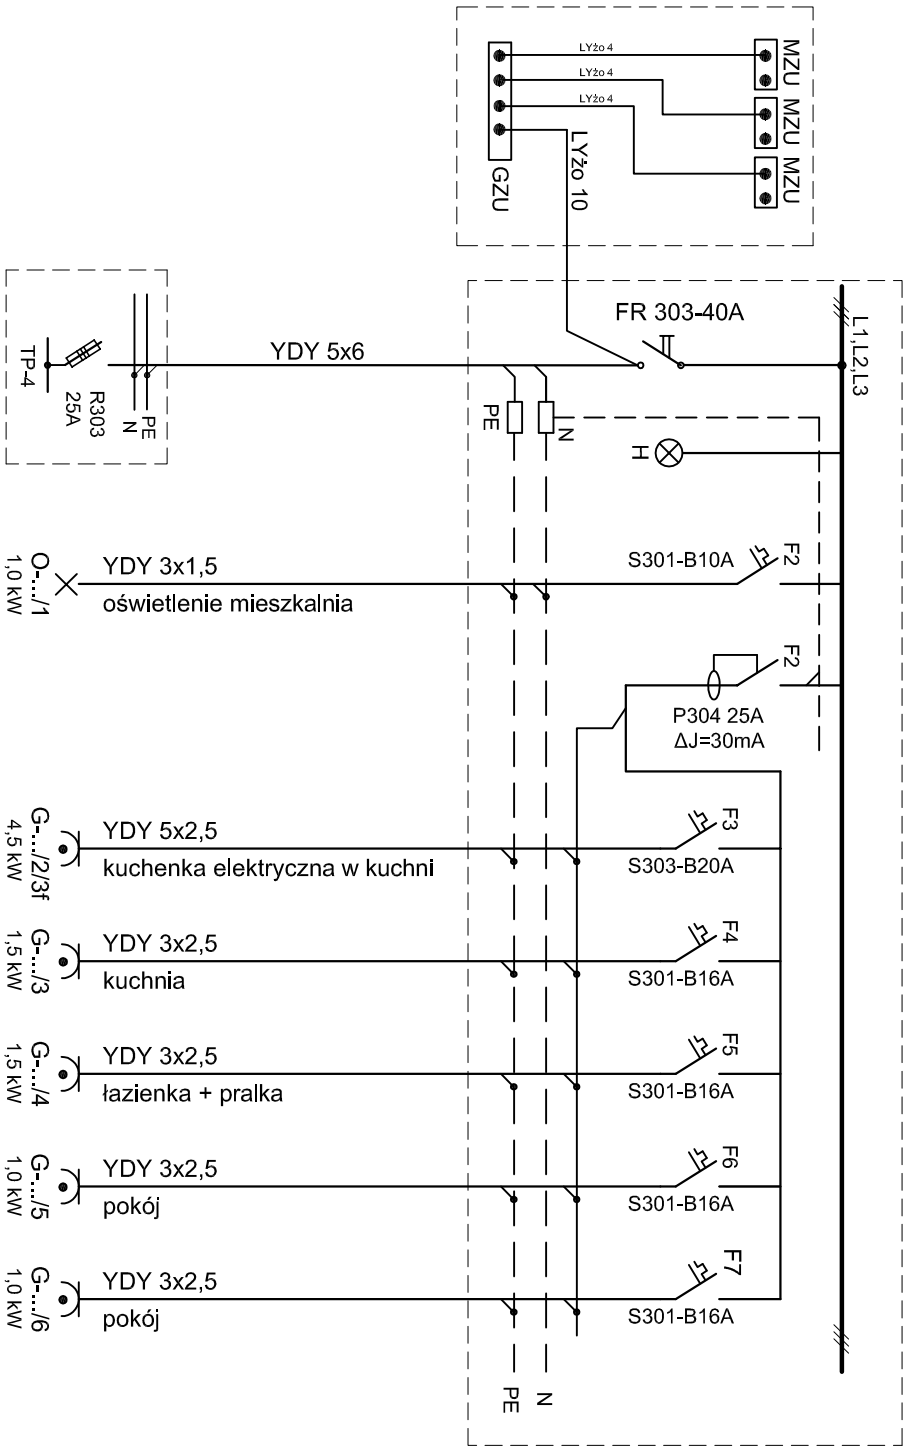 MZU
MZU
MZU
LYżo 4
LYżo 4
LYżo 4
GZU
LYżo 10
L1,L2,L3
FR 303-40A
YDY 5x6
TP-4
R303
25A
PE
N
PE
N
H
F2
S301-B10A
YDY 3x1,5
oświetlenie mieszkalnia
O-..../1
1,0 kW
F2
P304 25A
ΔJ=30mA
F3
S303-B20A
YDY 5x2,5
kuchenka elektryczna w kuchni
G-..../2/3f
4,5 kW
F4
S301-B16A
YDY 3x2,5
kuchnia
G-..../3
1,5 kW
F5
S301-B16A
YDY 3x2,5
łazienka + pralka
G-..../4
1,5 kW
F6
S301-B16A
YDY 3x2,5
pokój
G-..../5
1,0 kW
F7
S301-B16A
YDY 3x2,5
pokój
G-..../6
1,0 kW
PE
N